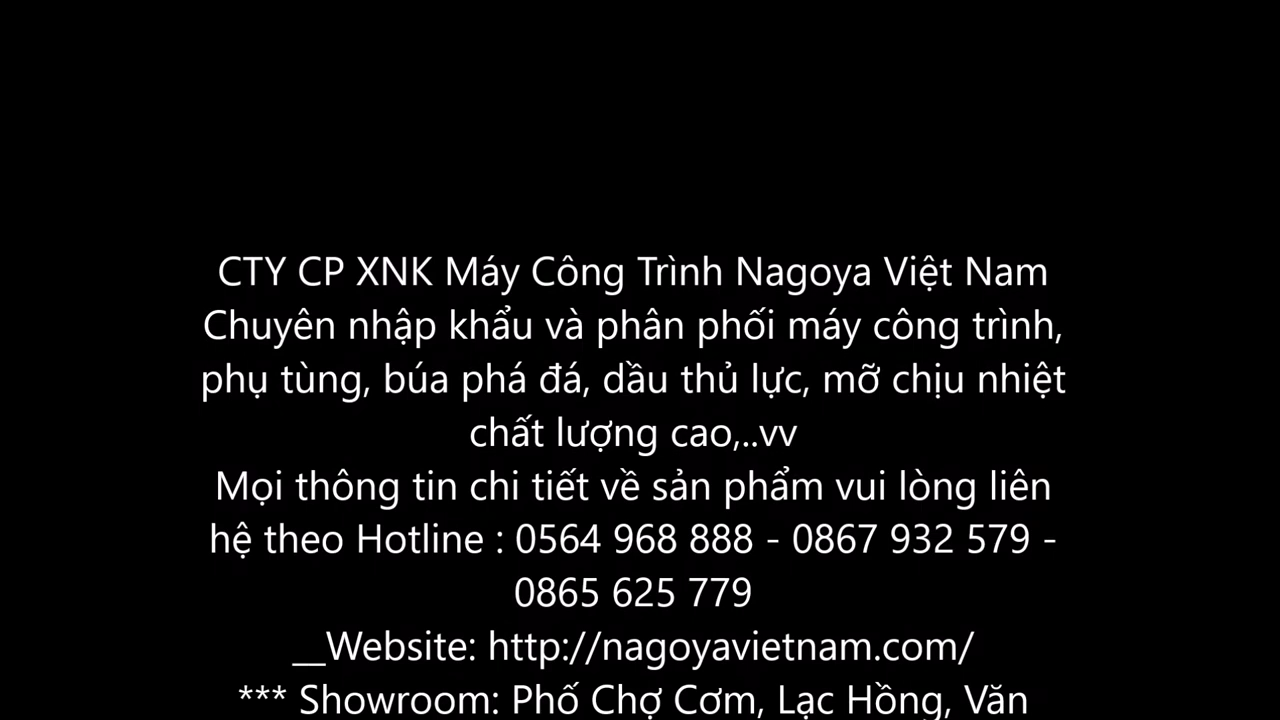 CTY CP XNK Máy Công Trình Nagoya Việt Nam
Chuyên nhập khẩu và phân phối máy công trình,
phụ tùng, búa phá đá, dầu thủ lực, mỡ chịu nhiệt
chất lượng cao,..vv
Mọi thông tin chi tiết về sản phẩm vui lòng liên
hệ theo Hotline : 0564 968 888 - 0867 932 579 -
0865 625 779
__Website: http://nagoyavietnam.com/
*** Showroom: Phố Chợ Cơm, Lạc Hồng, Văn